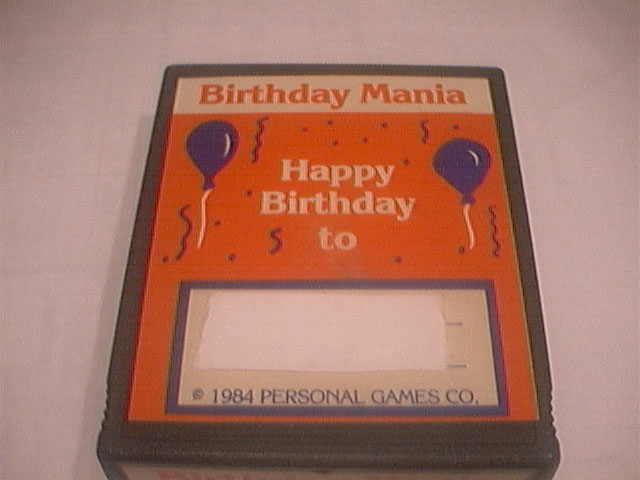 Birthday Mania
Happy
Birthday
to
© 1984 PERSONAL GAMES CO.